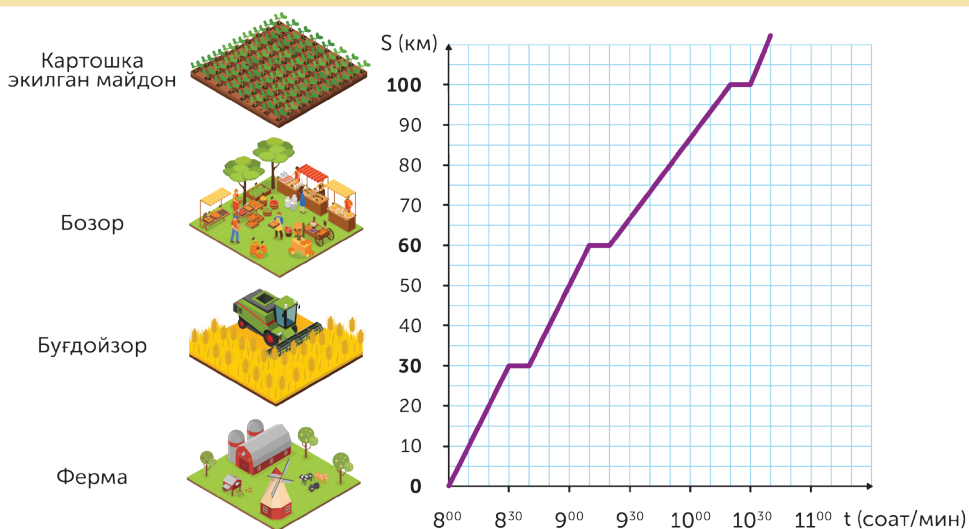 Картошка
экилган майдон
Бозор
Буғдойзор
Ферма
S (км)
100
90
80
70
60
50
40
30
20
10
0
8⁰⁰ 8³⁰ 9⁰⁰ 9³⁰ 10⁰⁰ 10³⁰ 11⁰⁰ t (соат/мин)